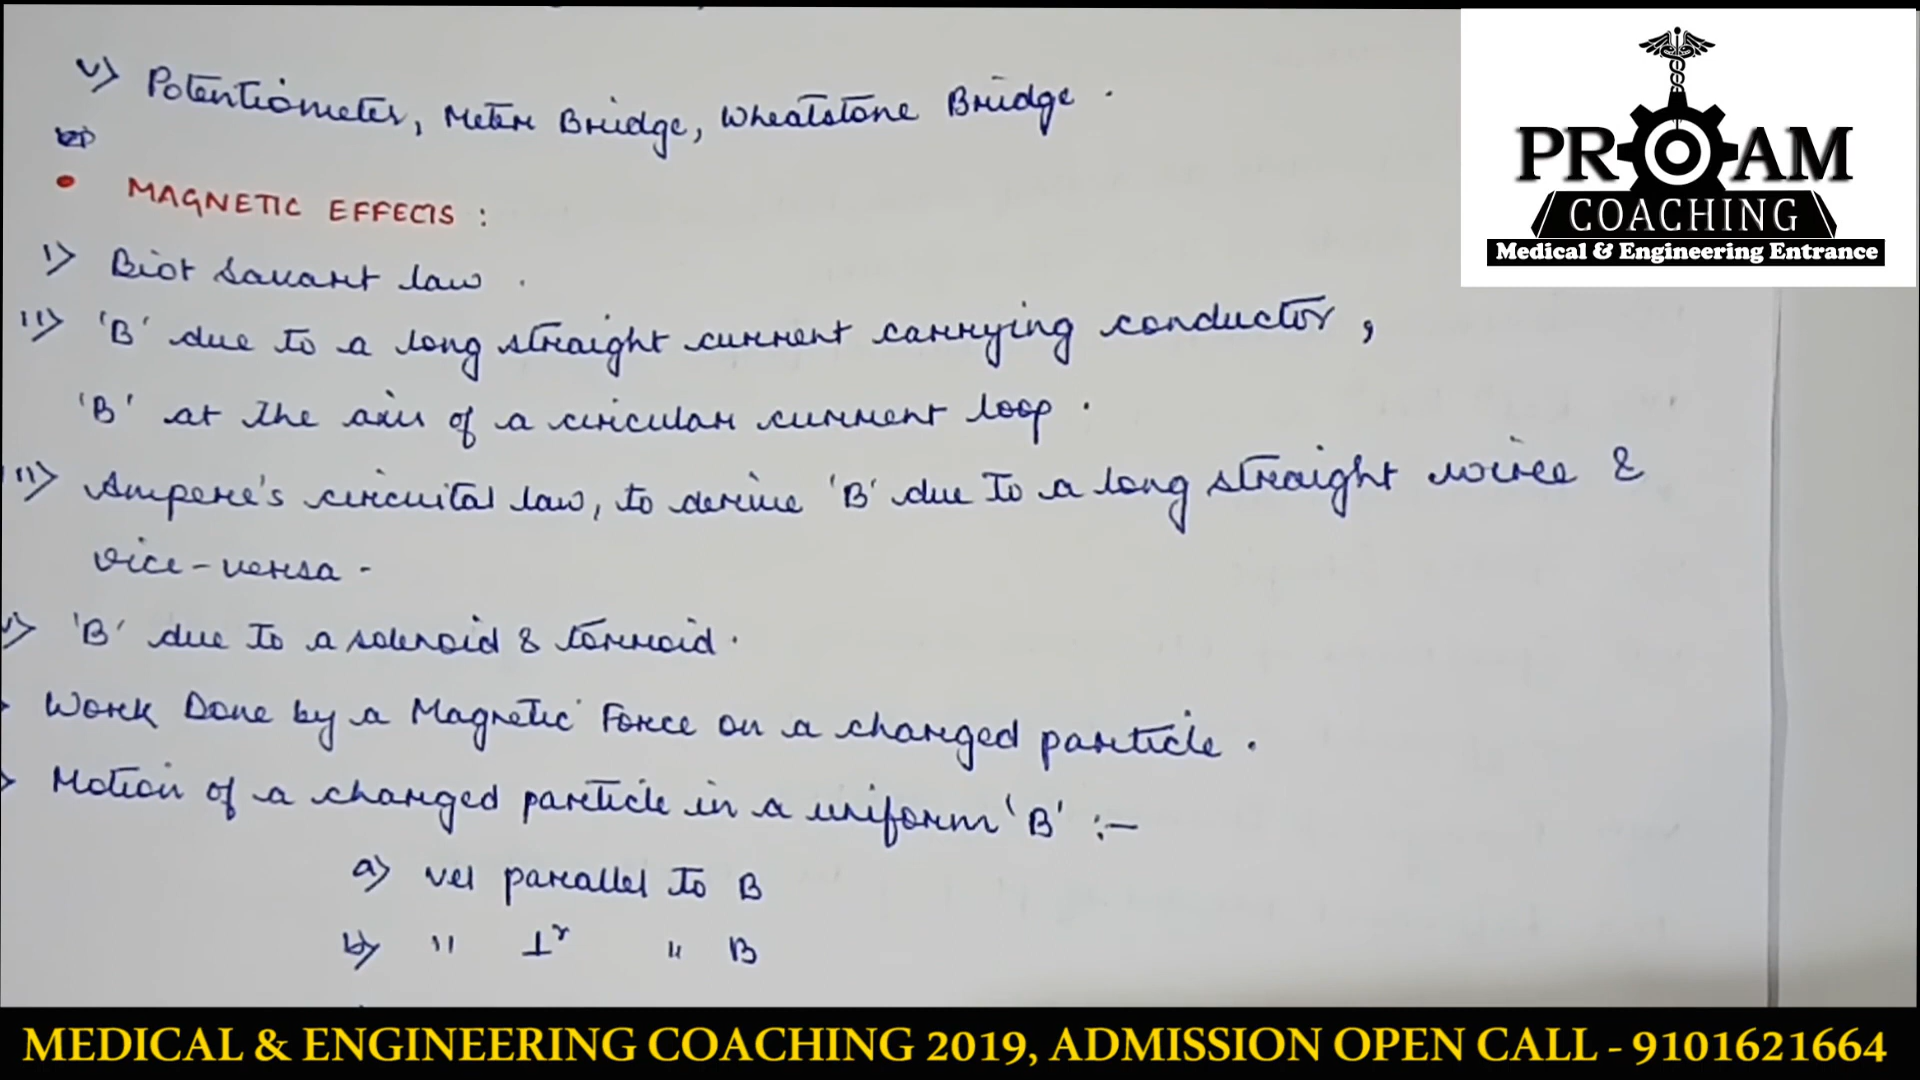 v) Potentiometer, Meter Bridge, Wheatstone Bridge.
• MAGNETIC EFFECTS :
i) Biot Savart law.
ii) 'B' due to a long straight current carrying conductor,
'B' at the axis of a circular current loop.
iii) Ampere's circuital law, to derive 'B' due to a long straight wire &
vice-versa -
v) 'B' due to a solenoid & torroid.
> Work Done by a Magnetic Force on a charged particle.
> Motion of a charged particle in a uniform 'B' :-
a) vel parallel to B
b) " ⊥r " B
PROAM
COACHING
Medical & Engineering Entrance
MEDICAL & ENGINEERING COACHING 2019, ADMISSION OPEN CALL - 9101621664